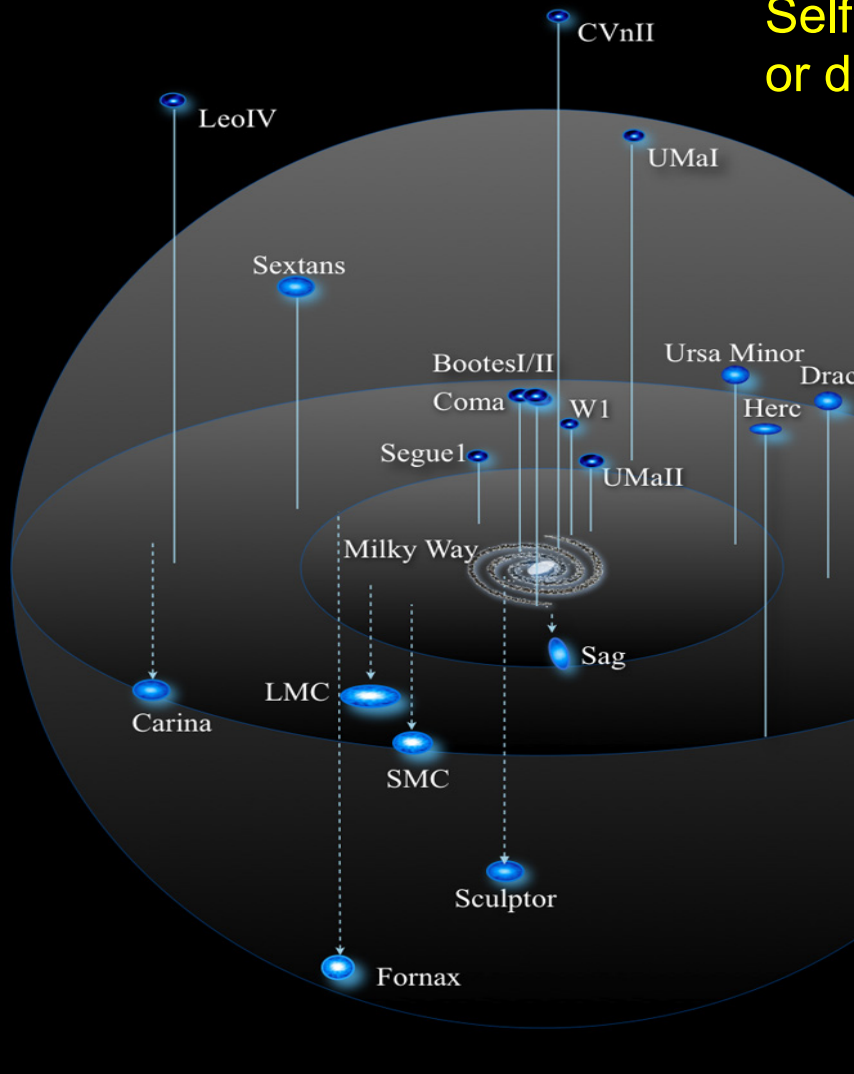 Self
or d
CVnII
LeoIV
UMaI
Sextans
Ursa Minor
BootesI/II
Drac
Coma
W1
Herc
Segue1
UMaII
Milky Way
Sag
LMC
Carina
SMC
Sculptor
Fornax